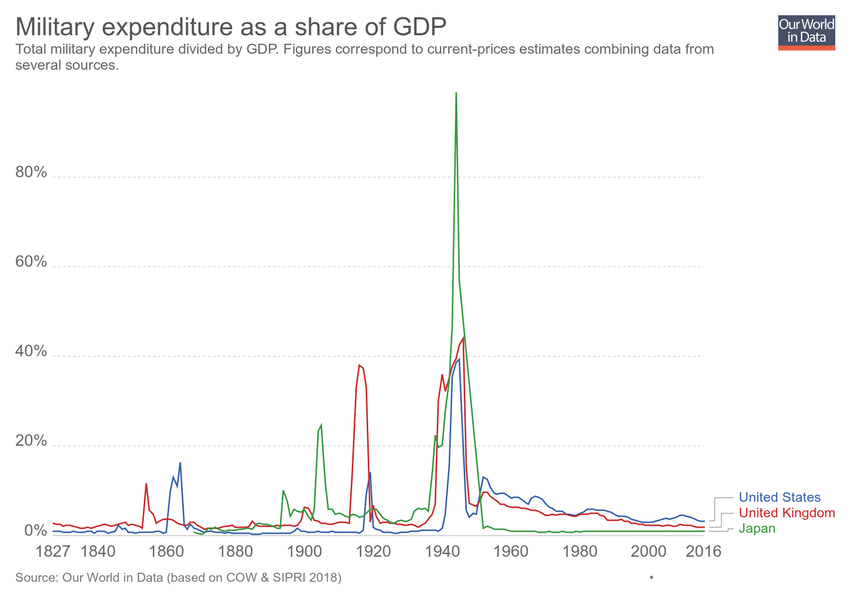 Military expenditure as a share of GDP
Our World
in Data
Total military expenditure divided by GDP. Figures correspond to current-prices estimates combining data from
several sources.
80%
60%
40%
20%
0%
1827 1840 1860 1880 1900 1920 1940 1960 1980 2000 2016
United States
United Kingdom
Japan
Source: Our World in Data (based on COW & SIPRI 2018)